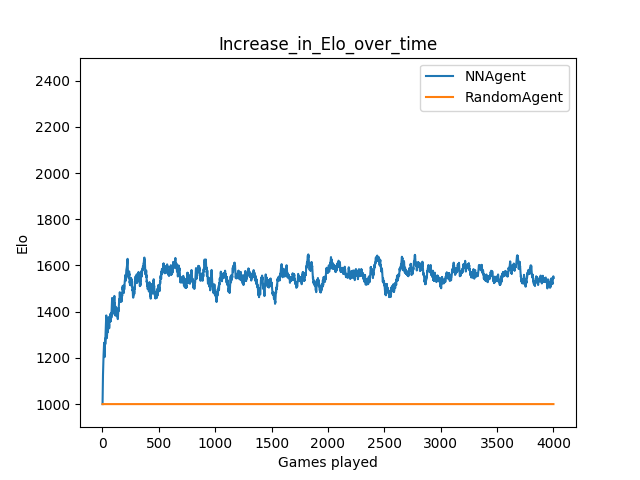 Increase_in_Elo_over_time
NNAgent
RandomAgent
2400
2200
2000
1800
1600
1400
1200
1000
Elo
0 500 1000 1500 2000 2500 3000 3500 4000
Games played